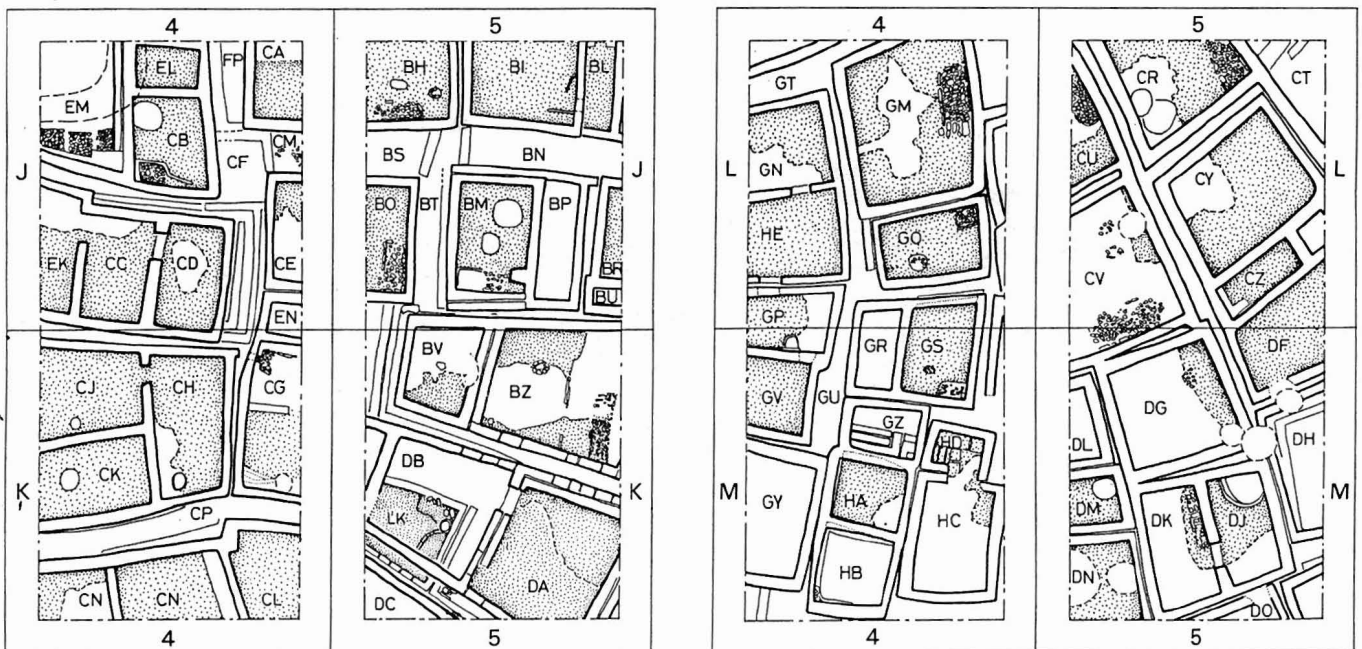 4 5 4 5
EL FP CA BH BI BL GT GM CR CT
EM CB CM
CF BS BN GN CU
J J L L
BO BT BM BP CY
HE GQ
EK CC CD CE BR CV CZ
BU
EN GP
BV GR GS DF
CJ CH CG BZ GV GU DG
GZ DL DH
DB HD
CK K K M GY HA HC DM DK DJ M
K
LK
CP
HB DN
CN CN CL DC DA DO
4 5 4 5